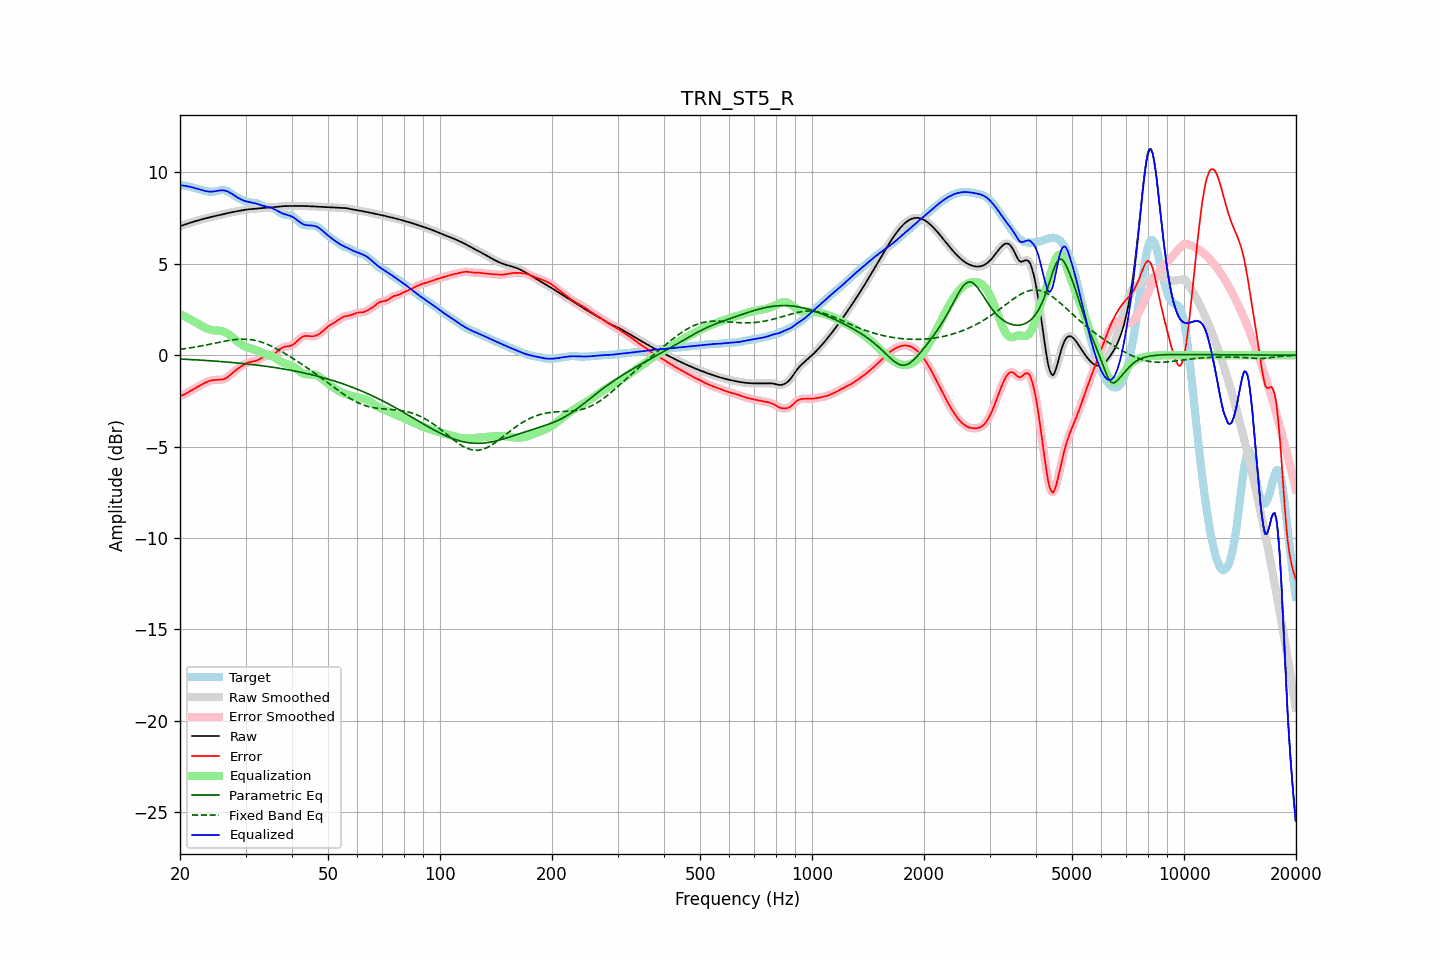 TRN_ST5_R
Amplitude (dBr)
10
5
0
−5
−10
−15
−20
−25
Target
Raw Smoothed
Error Smoothed
Raw
Error
Equalization
Parametric Eq
Fixed Band Eq
Equalized
20 50 100 200 500 1000 2000 5000 10000 20000
Frequency (Hz)